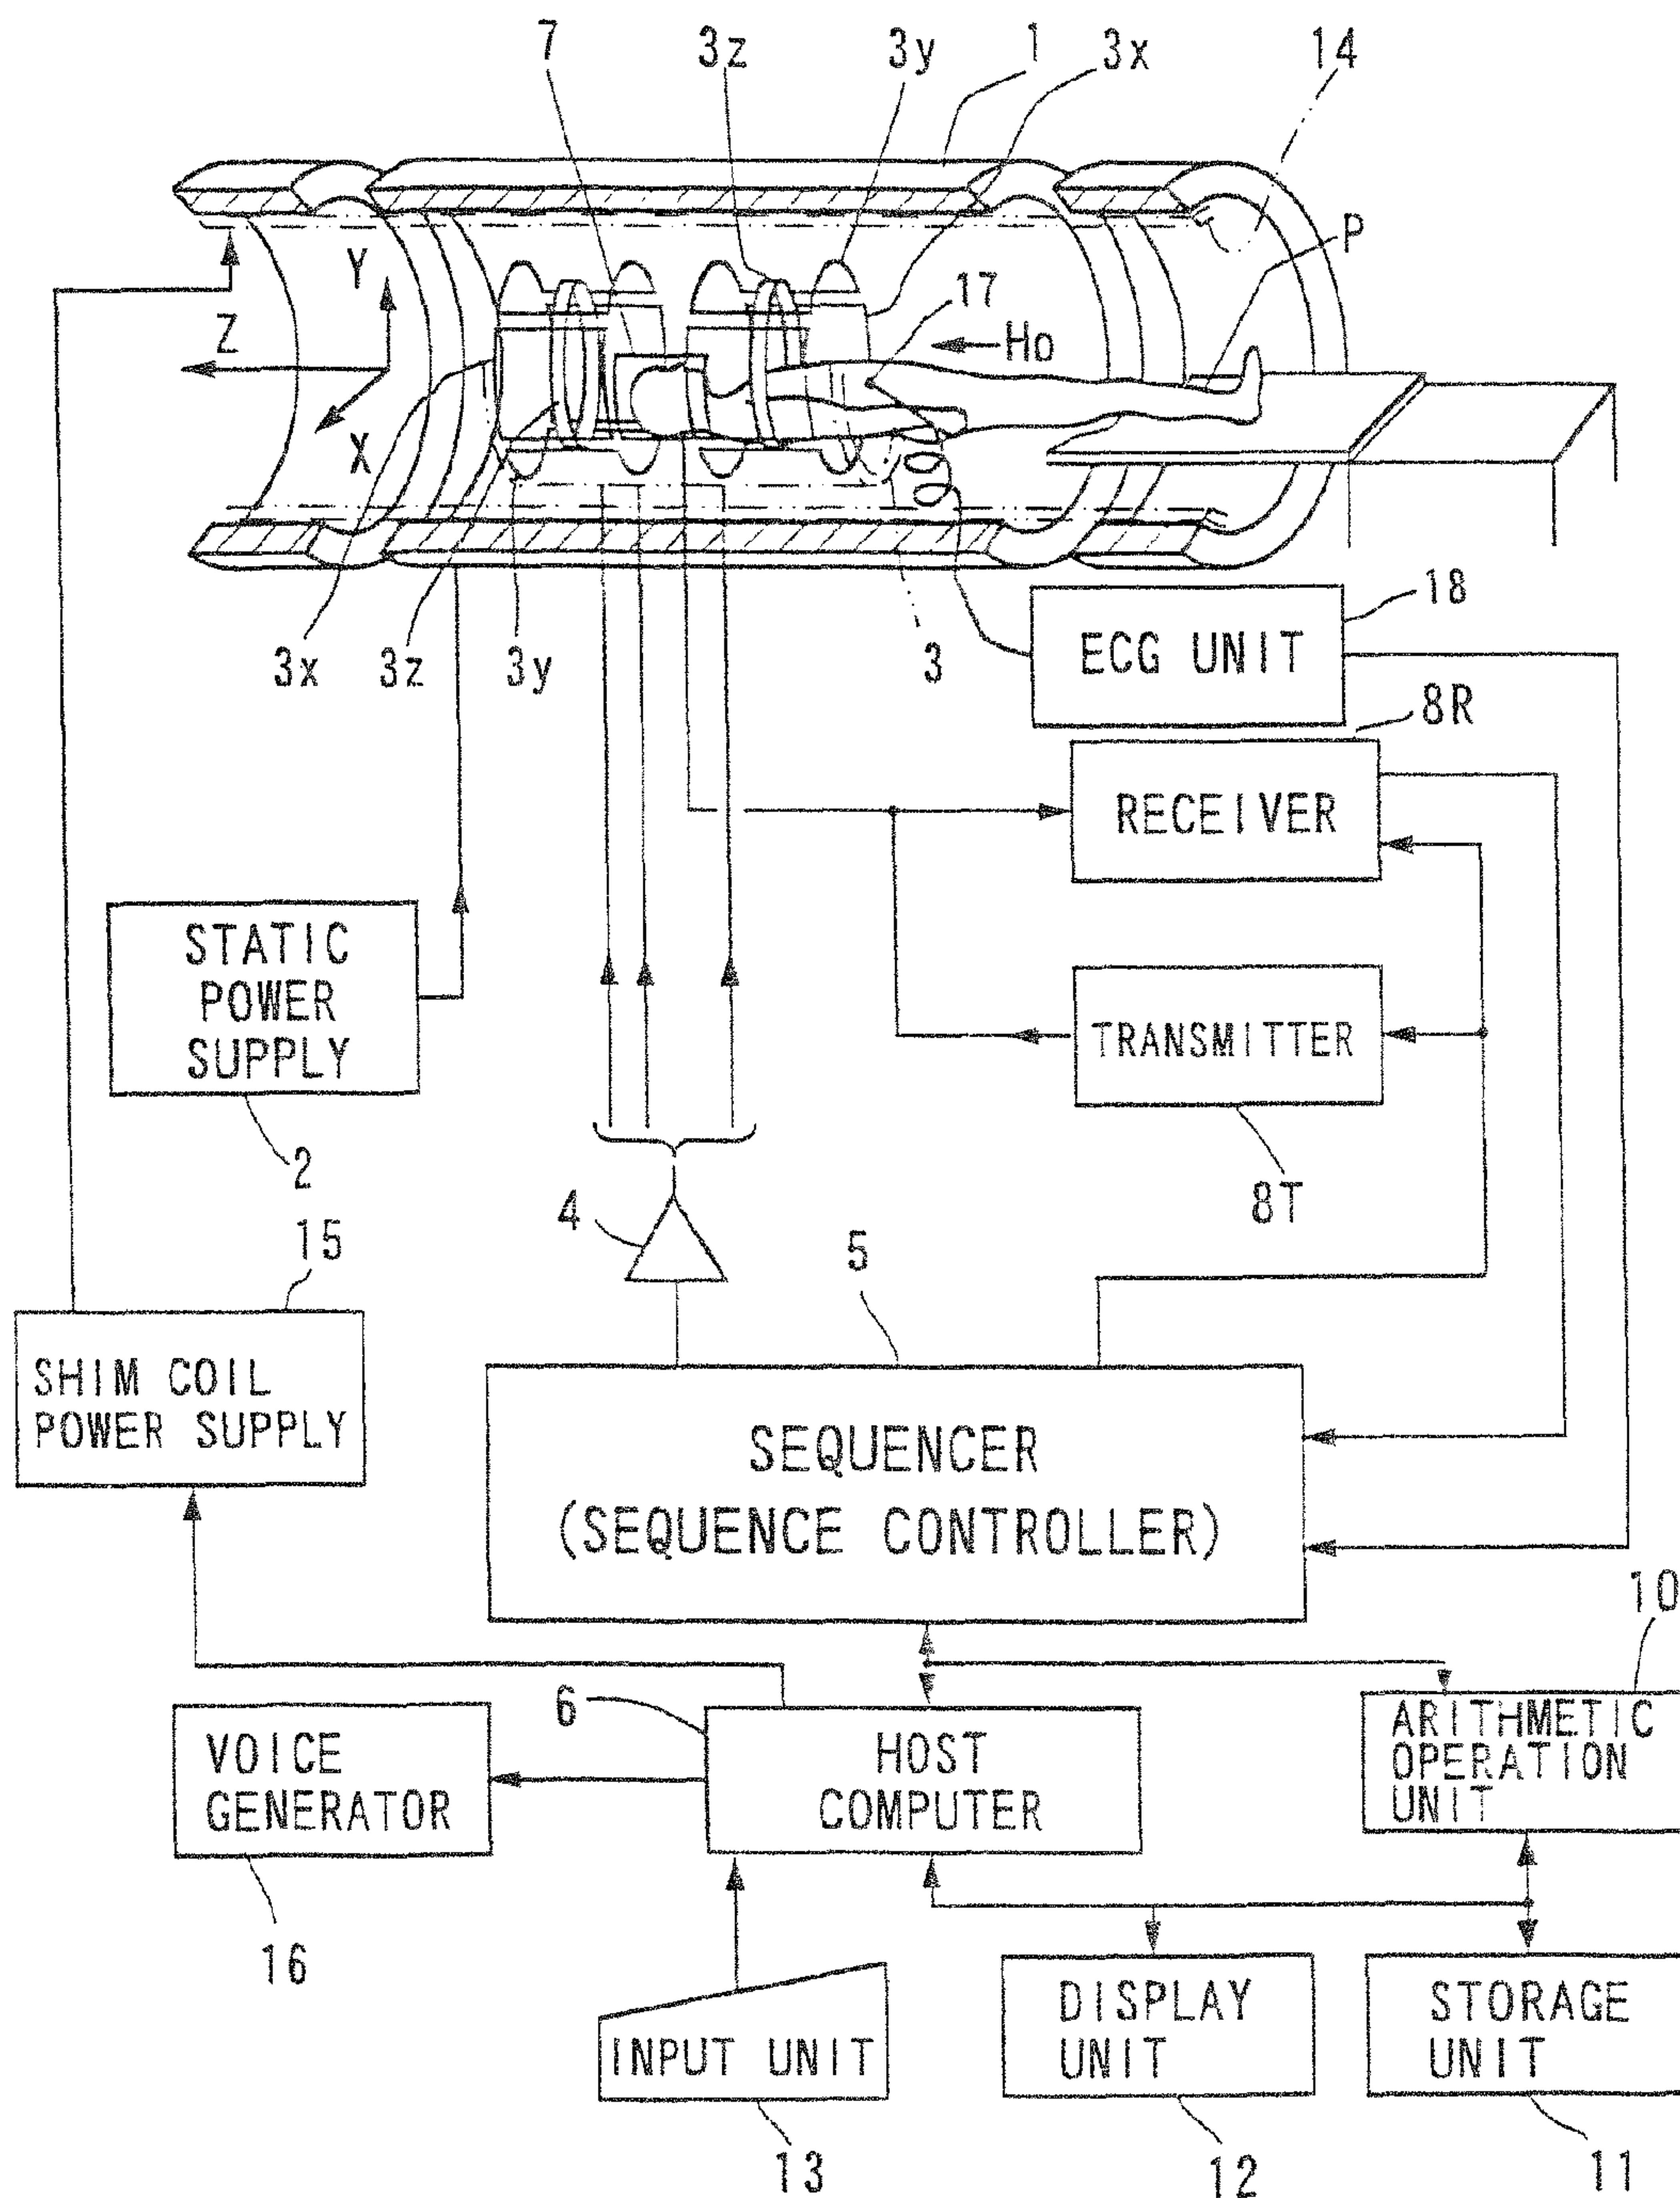 7
3z
3y
1
3x
14
P
17
Y
Z
X
Ho
3x
3z
3y
3
ECG UNIT
18
8R
RECEIVER
STATIC
POWER
SUPPLY
2
TRANSMITTER
8T
4
5
15
SHIM COIL
POWER SUPPLY
SEQUENCER
(SEQUENCE CONTROLLER)
10
6
VOICE
GENERATOR
16
HOST
COMPUTER
ARITHMETIC
OPERATION
UNIT
INPUT UNIT
13
DISPLAY
UNIT
12
STORAGE
UNIT
11